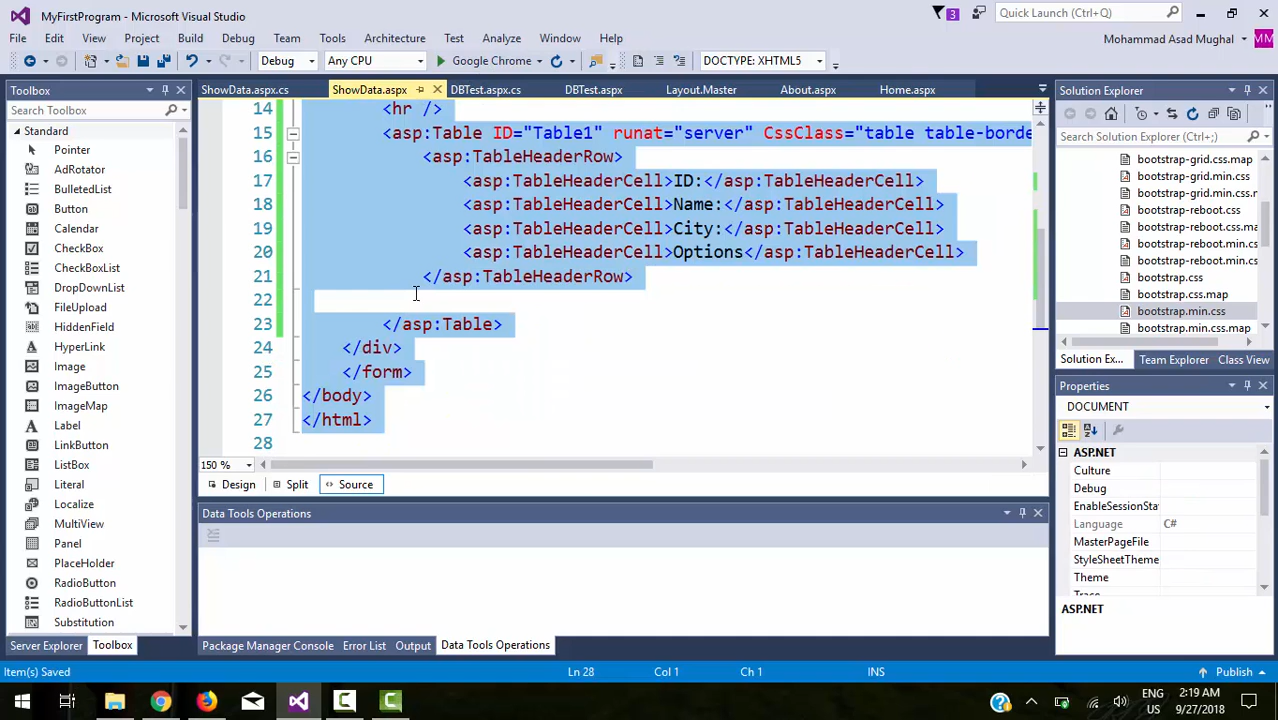 MyFirstProgram - Microsoft Visual Studio
3
Quick Launch (Ctrl+Q)
File Edit View Project Build Debug Team Tools Architecture Test Analyze Window Help
Mohammad Asad Mughal
MM
Debug Any CPU Google Chrome DOCTYPE: XHTML5
Toolbox
Search Toolbox
Standard
Pointer
AdRotator
BulletedList
Button
Calendar
CheckBox
CheckBoxList
DropDownList
FileUpload
HiddenField
HyperLink
Image
ImageButton
ImageMap
Label
LinkButton
ListBox
Literal
Localize
MultiView
Panel
PlaceHolder
RadioButton
RadioButtonList
Substitution
Server Explorer Toolbox
ShowData.aspx.cs ShowData.aspx DBTest.aspx.cs DBTest.aspx Layout.Master About.aspx Home.aspx
14 <hr />
15 <asp:Table ID="Table1" runat="server" CssClass="table table-borde
16 <asp:TableHeaderRow>
17 <asp:TableHeaderCell>ID:</asp:TableHeaderCell>
18 <asp:TableHeaderCell>Name:</asp:TableHeaderCell>
19 <asp:TableHeaderCell>City:</asp:TableHeaderCell>
20 <asp:TableHeaderCell>Options</asp:TableHeaderCell>
21 </asp:TableHeaderRow>
22
23 </asp:Table>
24 </div>
25 </form>
26 </body>
27 </html>
28
150 %
Design Split Source
Data Tools Operations
Package Manager Console Error List Output Data Tools Operations
Solution Explorer
Search Solution Explorer (Ctrl+;)
bootstrap-grid.css.map
bootstrap-grid.min.css
bootstrap-grid.min.css.
bootstrap-reboot.css
bootstrap-reboot.css.m
bootstrap-reboot.min.c
bootstrap-reboot.min.c
bootstrap.css
bootstrap.css.map
bootstrap.min.css
bootstrap.min.css.map
Solution Ex... Team Explorer Class View
Properties
DOCUMENT
ASP.NET
Culture
Debug
EnableSessionStat
Language C#
MasterPageFile
StyleSheetTheme
Theme
Trace
ASP.NET
Item(s) Saved Ln 28 Col 1 Ch 1 INS Publish
ENG
US
2:19 AM
9/27/2018